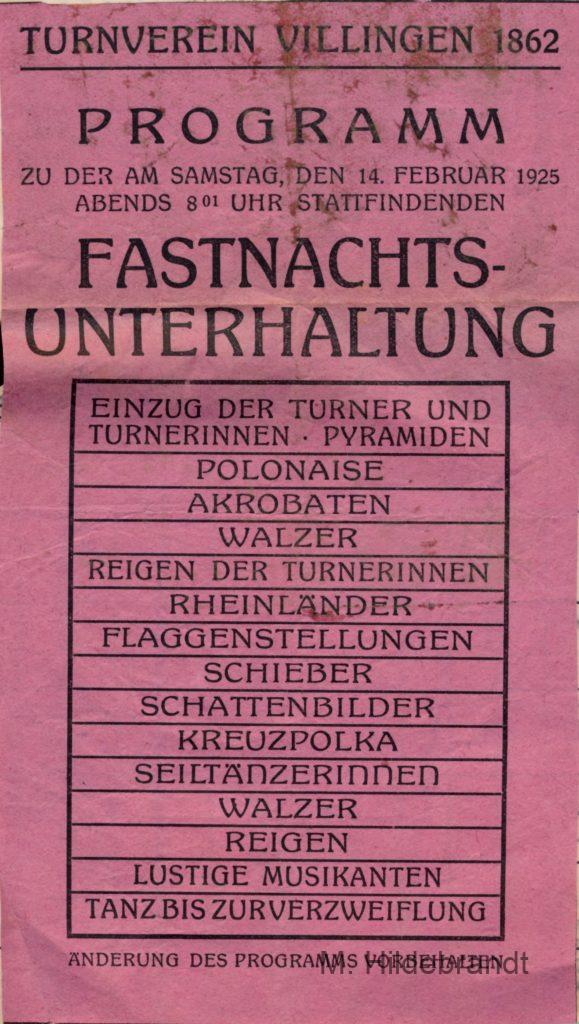 TURNVEREIN VILLINGEN 1862
PROGRAMM
ZU DER AM SAMSTAG, DEN 14. FEBRUAR 1925
ABENDS 8 01 UHR STATTFINDENDEN
FASTNACHTS-
UNTERHALTUNG
EINZUG DER TURNER UND
TURNERINNEN · PYRAMIDEN
POLONAISE
AKROBATEN
WALZER
REIGEN DER TURNERINNEN
RHEINLÄNDER
FLAGGENSTELLUNGEN
SCHIEBER
SCHATTENBILDER
KREUZPOLKA
SEILTÄNZERINNEN
WALZER
REIGEN
LUSTIGE MUSIKANTEN
TANZ BIS ZUR VERZWEIFLUNG
ÄNDERUNG DES PROGRAMMS VORBEHALTEN
M. Hildebrandt